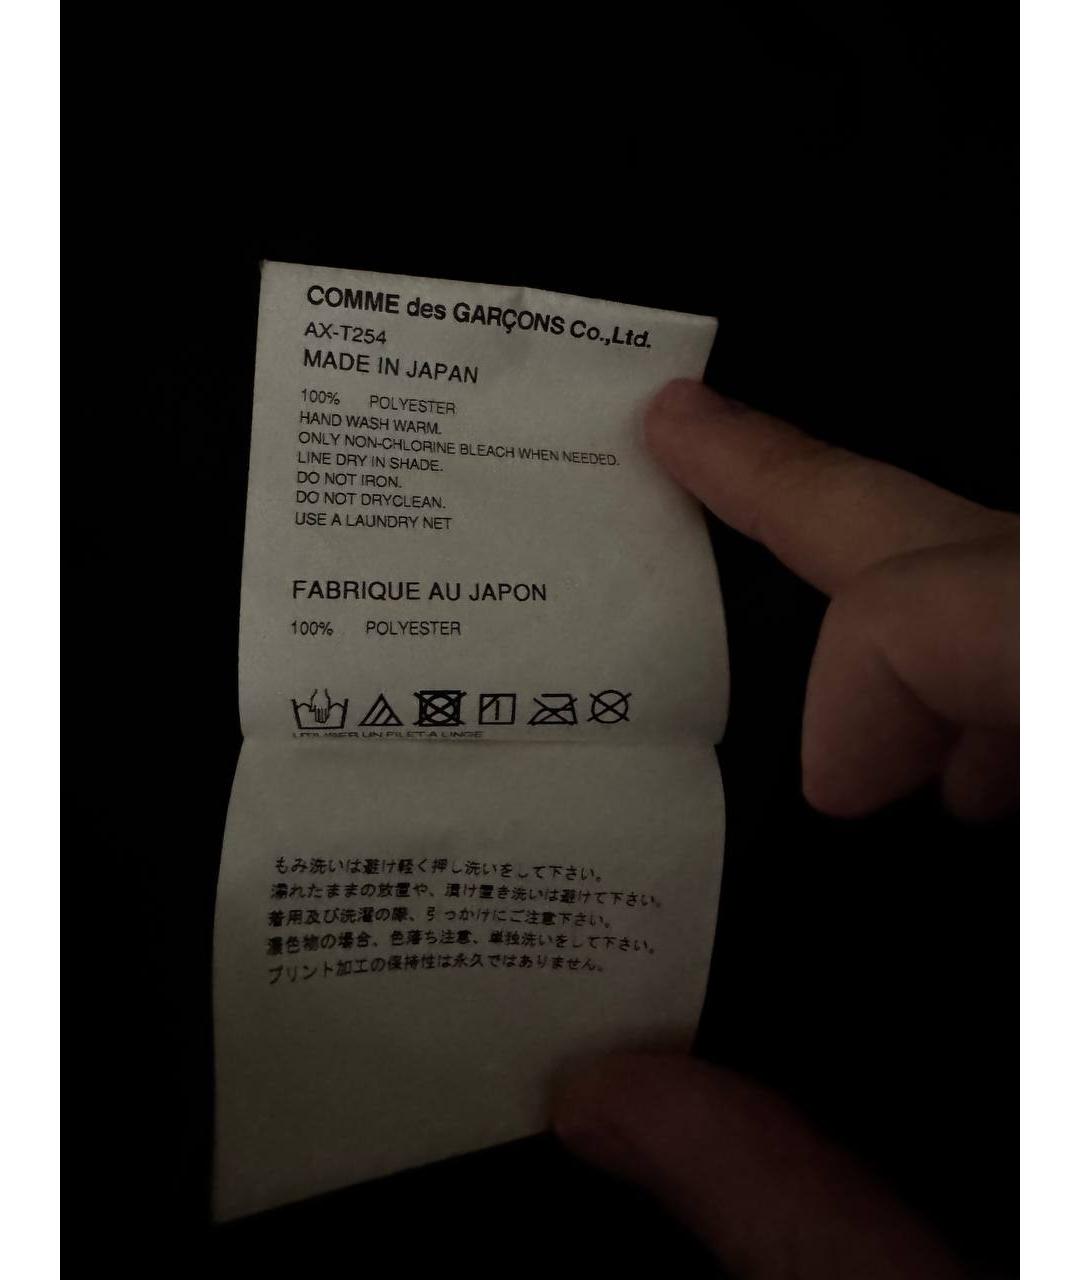 COMME des GARÇONS Co.,Ltd.
AX-T254
MADE IN JAPAN
100% POLYESTER
HAND WASH WARM.
ONLY NON-CHLORINE BLEACH WHEN NEEDED.
LINE DRY IN SHADE.
DO NOT IRON.
DO NOT DRYCLEAN.
USE A LAUNDRY NET
FABRIQUE AU JAPON
100% POLYESTER
UTILISER UN FILET A LINGE
もみ洗いは避け軽く押し洗いをして下さい。
濡れたままの放置や、漬け置き洗いは避けて下さい。
着用及び洗濯の際、引っかけにご注意下さい。
濃色物の場合、色落ち注意、単独洗いをして下さい。
プリント加工の保持性は永久ではありません。